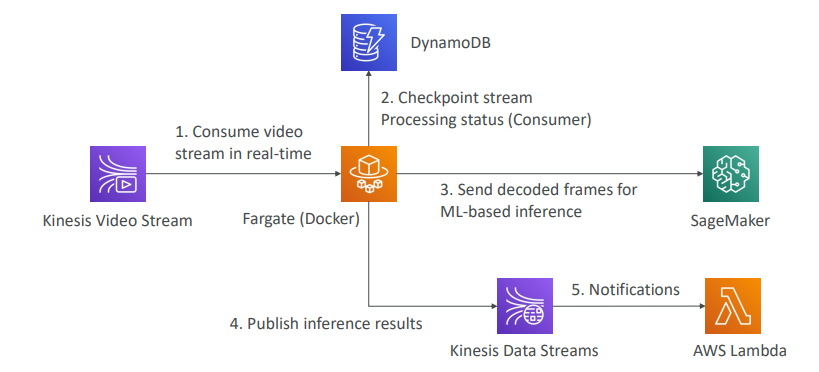 DynamoDB
2. Checkpoint stream
Processing status (Consumer)
1. Consume video
stream in real-time
3. Send decoded frames for
ML-based inference
Kinesis Video Stream
Fargate (Docker)
SageMaker
5. Notifications
4. Publish inference results
Kinesis Data Streams
AWS Lambda